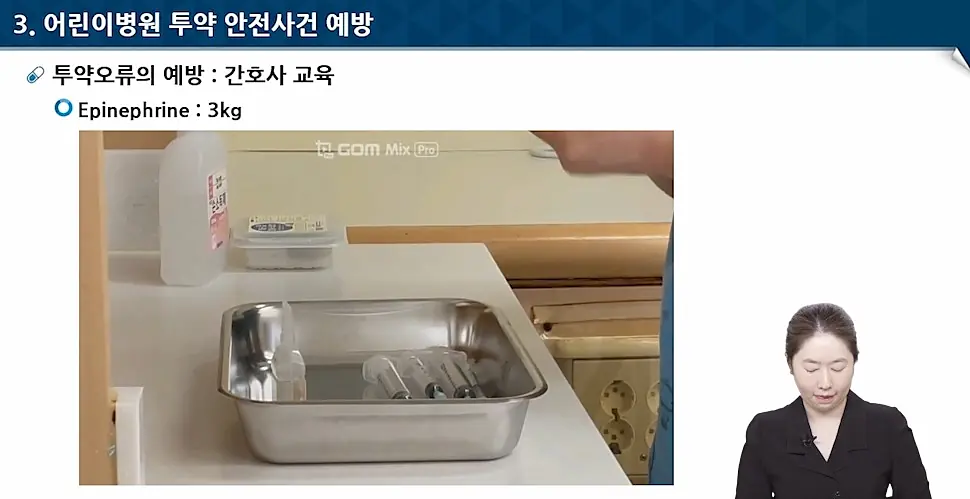 3. 어린이병원 투약 안전사건 예방
투약오류의 예방 : 간호사 교육
Epinephrine : 3kg
GOM Mix Pro